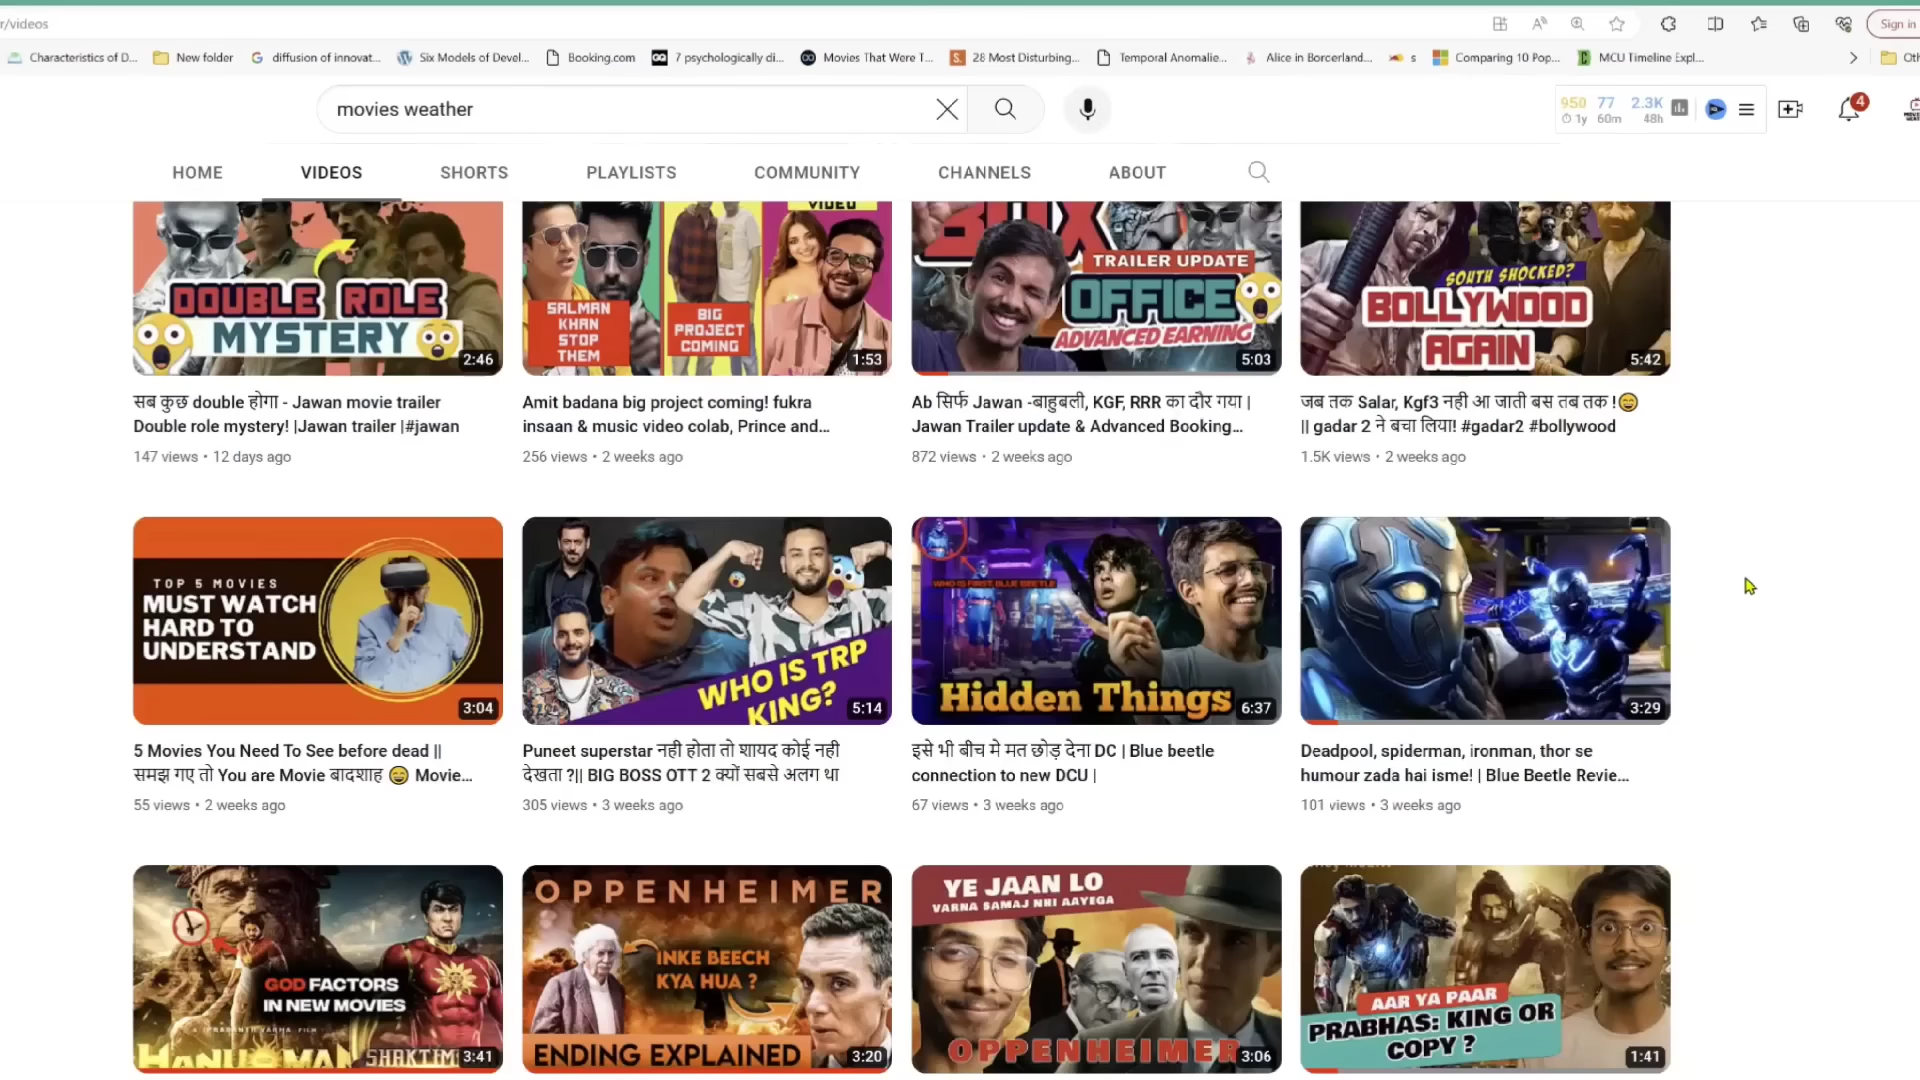 r/videos
Sign in
Characteristics of D...
New folder
diffusion of innovat...
Six Models of Devel...
Booking.com
7 psychologically di...
Movies That Were T...
28 Most Disturbing...
Temporal Anomalie...
Alice in Borcerland...
s
Comparing 10 Pop...
MCU Timeline Expl...
Oth
movies weather
950 77 2.3K
1y 60m 48h
4
HOME
VIDEOS
SHORTS
PLAYLISTS
COMMUNITY
CHANNELS
ABOUT
DOUBLE ROLE
MYSTERY
2:46
VIDEO
SALMAN
KHAN
STOP
THEM
BIG
PROJECT
COMING
1:53
BOX
TRAILER UPDATE
OFFICE
ADVANCED EARNING
5:03
SOUTH SHOCKED?
BOLLYWOOD
AGAIN
5:42
सब कुछ double होगा - Jawan movie trailer
Double role mystery! |Jawan trailer |#jawan
147 views • 12 days ago
Amit badana big project coming! fukra
insaan & music video colab, Prince and...
256 views • 2 weeks ago
Ab सिर्फ Jawan -बाहुबली, KGF, RRR का दौर गया |
Jawan Trailer update & Advanced Booking...
872 views • 2 weeks ago
जब तक Salar, Kgf3 नही आ जाती बस तब तक !😄
|| gadar 2 ने बचा लिया! #gadar2 #bollywood
1.5K views • 2 weeks ago
TOP 5 MOVIES
MUST WATCH
HARD TO
UNDERSTAND
3:04
WHO IS TRP
KING?
5:14
WHO IS FIRST BLUE BEETLE
Hidden Things
6:37
3:29
5 Movies You Need To See before dead ||
समझ गए तो You are Movie बादशाह 😄 Movie...
55 views • 2 weeks ago
Puneet superstar नही होता तो शायद कोई नही
देखता ?|| BIG BOSS OTT 2 क्यों सबसे अलग था
305 views • 3 weeks ago
इसे भी बीच मे मत छोड़ देना DC | Blue beetle
connection to new DCU |
67 views • 3 weeks ago
Deadpool, spiderman, ironman, thor se
humour zada hai isme! | Blue Beetle Revie...
101 views • 3 weeks ago
GOD FACTORS
IN NEW MOVIES
A PRASANTH VARMA FILM
HANUMAN
SHAKTIM
3:41
OPPENHEIMER
INKE BEECH
KYA HUA ?
ENDING EXPLAINED
3:20
YE JAAN LO
VARNA SAMAJ NHI AAYEGA
OPPENHEIMER
3:06
AAR YA PAAR
PRABHAS: KING OR
COPY ?
1:41